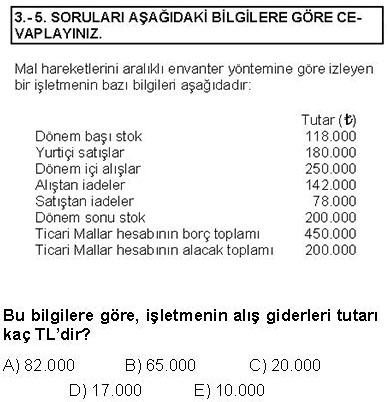 3.- 5. SORULARI AŞAĞIDAKİ BİLGİLERE GÖRE CE-
VAPLAYINIZ.
Mal hareketlerini aralıklı envanter yöntemine göre izleyen
bir işletmenin bazı bilgileri aşağıdadır:
Tutar (₺)
Dönem başı stok 118.000
Yurtiçi satışlar 180.000
Dönem içi alışlar 250.000
Alıştan iadeler 142.000
Satıştan iadeler 78.000
Dönem sonu stok 200.000
Ticari Mallar hesabının borç toplamı 450.000
Ticari Mallar hesabının alacak toplamı 200.000
Bu bilgilere göre, işletmenin alış giderleri tutarı
kaç TL'dir?
A) 82.000 B) 65.000 C) 20.000
D) 17.000 E) 10.000